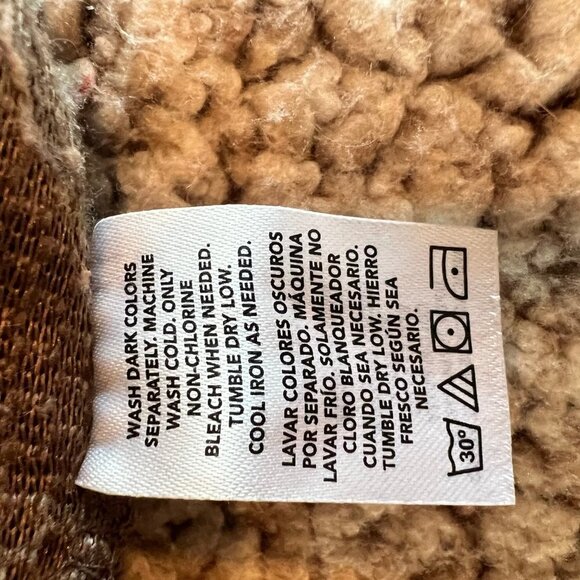 WASH DARK COLORS
SEPARATELY. MACHINE
WASH COLD. ONLY
NON-CHLORINE
BLEACH WHEN NEEDED.
TUMBLE DRY LOW.
COOL IRON AS NEEDED.
LAVAR COLORES OSCUROS
POR SEPARADO. MÁQUINA
LAVAR FRÍO. SOLAMENTE NO
CLORO BLANQUEADOR
CUANDO SEA NECESARIO.
TUMBLE DRY LOW. HIERRO
FRESCO SEGÚN SEA
NECESARIO.
30°